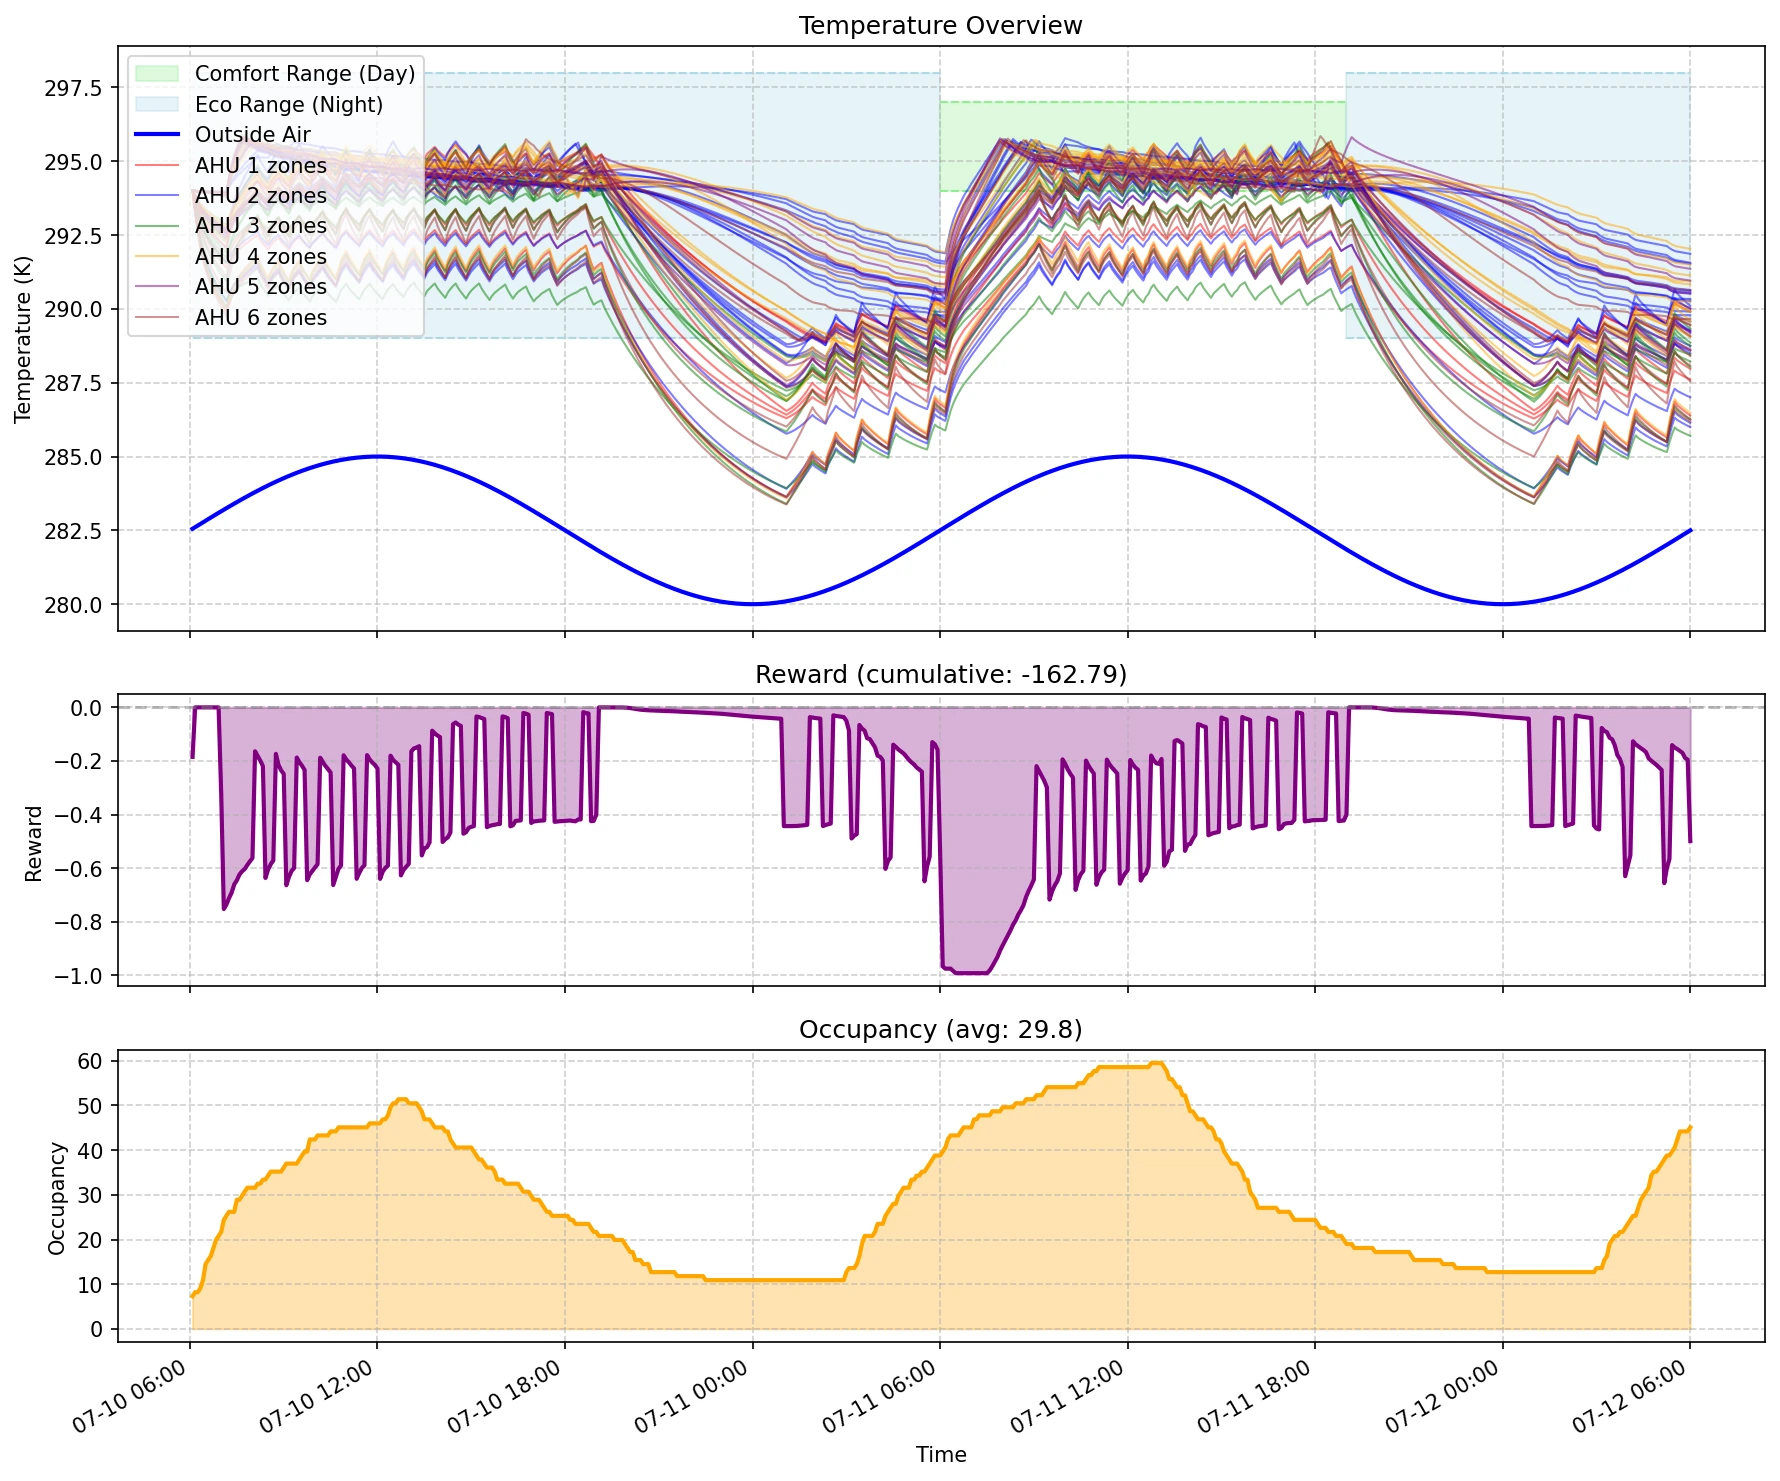 Temperature Overview
Temperature (K)
297.5
295.0
292.5
290.0
287.5
285.0
282.5
280.0
Comfort Range (Day)
Eco Range (Night)
Outside Air
AHU 1 zones
AHU 2 zones
AHU 3 zones
AHU 4 zones
AHU 5 zones
AHU 6 zones
Reward (cumulative: -162.79)
Reward
0.0
−0.2
−0.4
−0.6
−0.8
−1.0
Occupancy (avg: 29.8)
Occupancy
60
50
40
30
20
10
0
07-10 06:00
07-10 12:00
07-10 18:00
07-11 00:00
07-11 06:00
07-11 12:00
07-11 18:00
07-12 00:00
07-12 06:00
Time